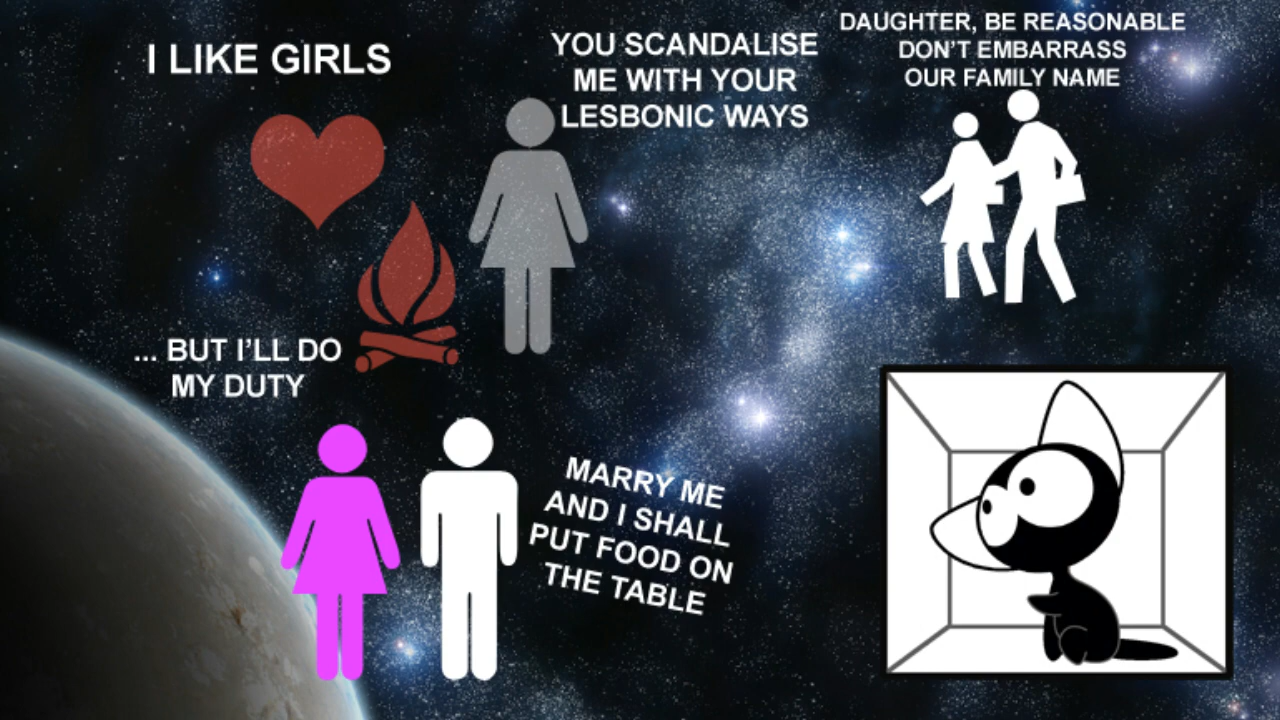 I LIKE GIRLS
YOU SCANDALISE
ME WITH YOUR
LESBONIC WAYS
DAUGHTER, BE REASONABLE
DON'T EMBARRASS
OUR FAMILY NAME
... BUT I'LL DO
MY DUTY
MARRY ME
AND I SHALL
PUT FOOD ON
THE TABLE